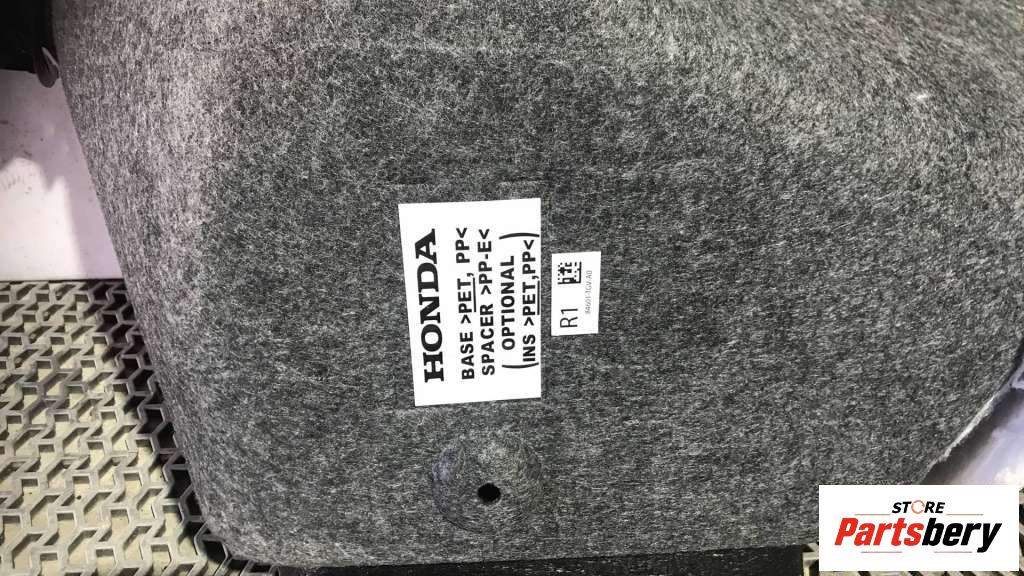 HONDA
BASE >PET, PP<
SPACER >PP-E<
OPTIONAL
(INS >PET,PP<)
R1
STORE
Partsbery